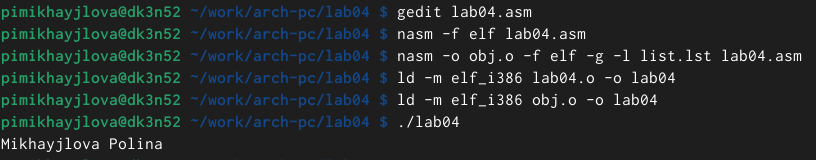 pimikhayjlova@dk3n52 ~/work/arch-pc/lab04 $ gedit lab04.asm
pimikhayjlova@dk3n52 ~/work/arch-pc/lab04 $ nasm -f elf lab04.asm
pimikhayjlova@dk3n52 ~/work/arch-pc/lab04 $ nasm -o obj.o -f elf -g -l list.lst lab04.asm
pimikhayjlova@dk3n52 ~/work/arch-pc/lab04 $ ld -m elf_i386 lab04.o -o lab04
pimikhayjlova@dk3n52 ~/work/arch-pc/lab04 $ ld -m elf_i386 obj.o -o lab04
pimikhayjlova@dk3n52 ~/work/arch-pc/lab04 $ ./lab04
Mikhayjlova Polina